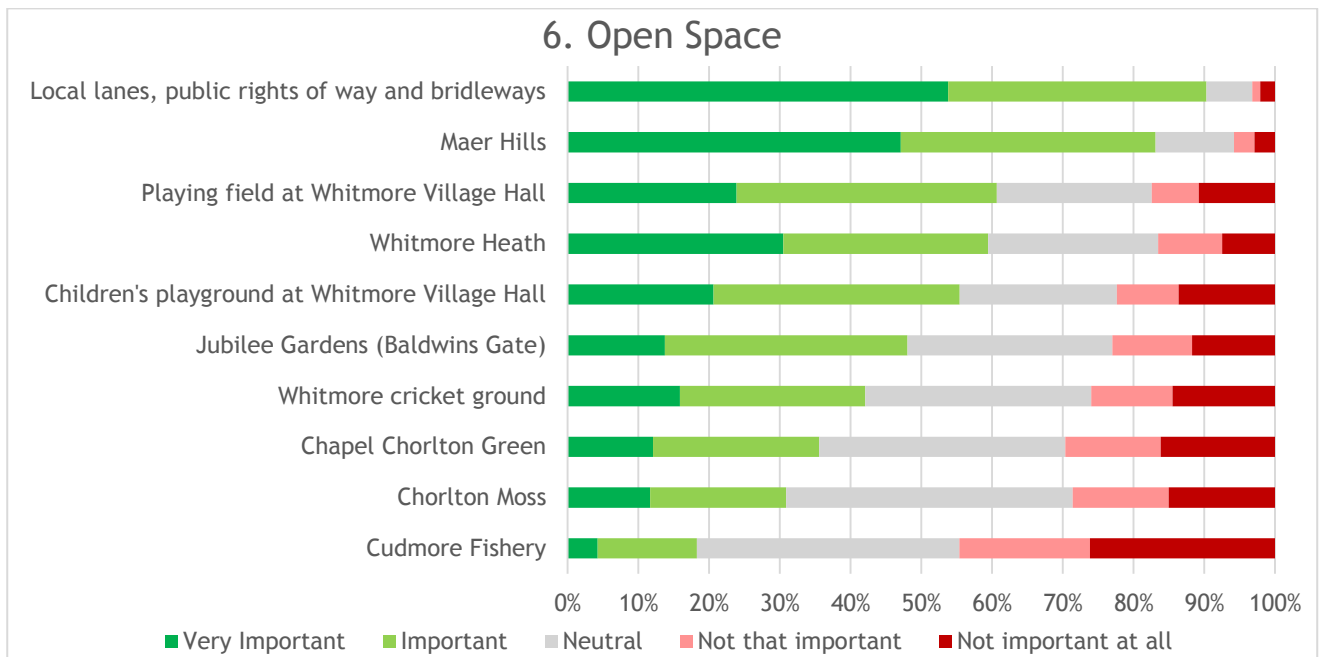 6. Open Space
Local lanes, public rights of way and bridleways
Maer Hills
Playing field at Whitmore Village Hall
Whitmore Heath
Children's playground at Whitmore Village Hall
Jubilee Gardens (Baldwins Gate)
Whitmore cricket ground
Chapel Chorlton Green
Chorlton Moss
Cudmore Fishery
0% 10% 20% 30% 40% 50% 60% 70% 80% 90% 100%
Very Important Important Neutral Not that important Not important at all